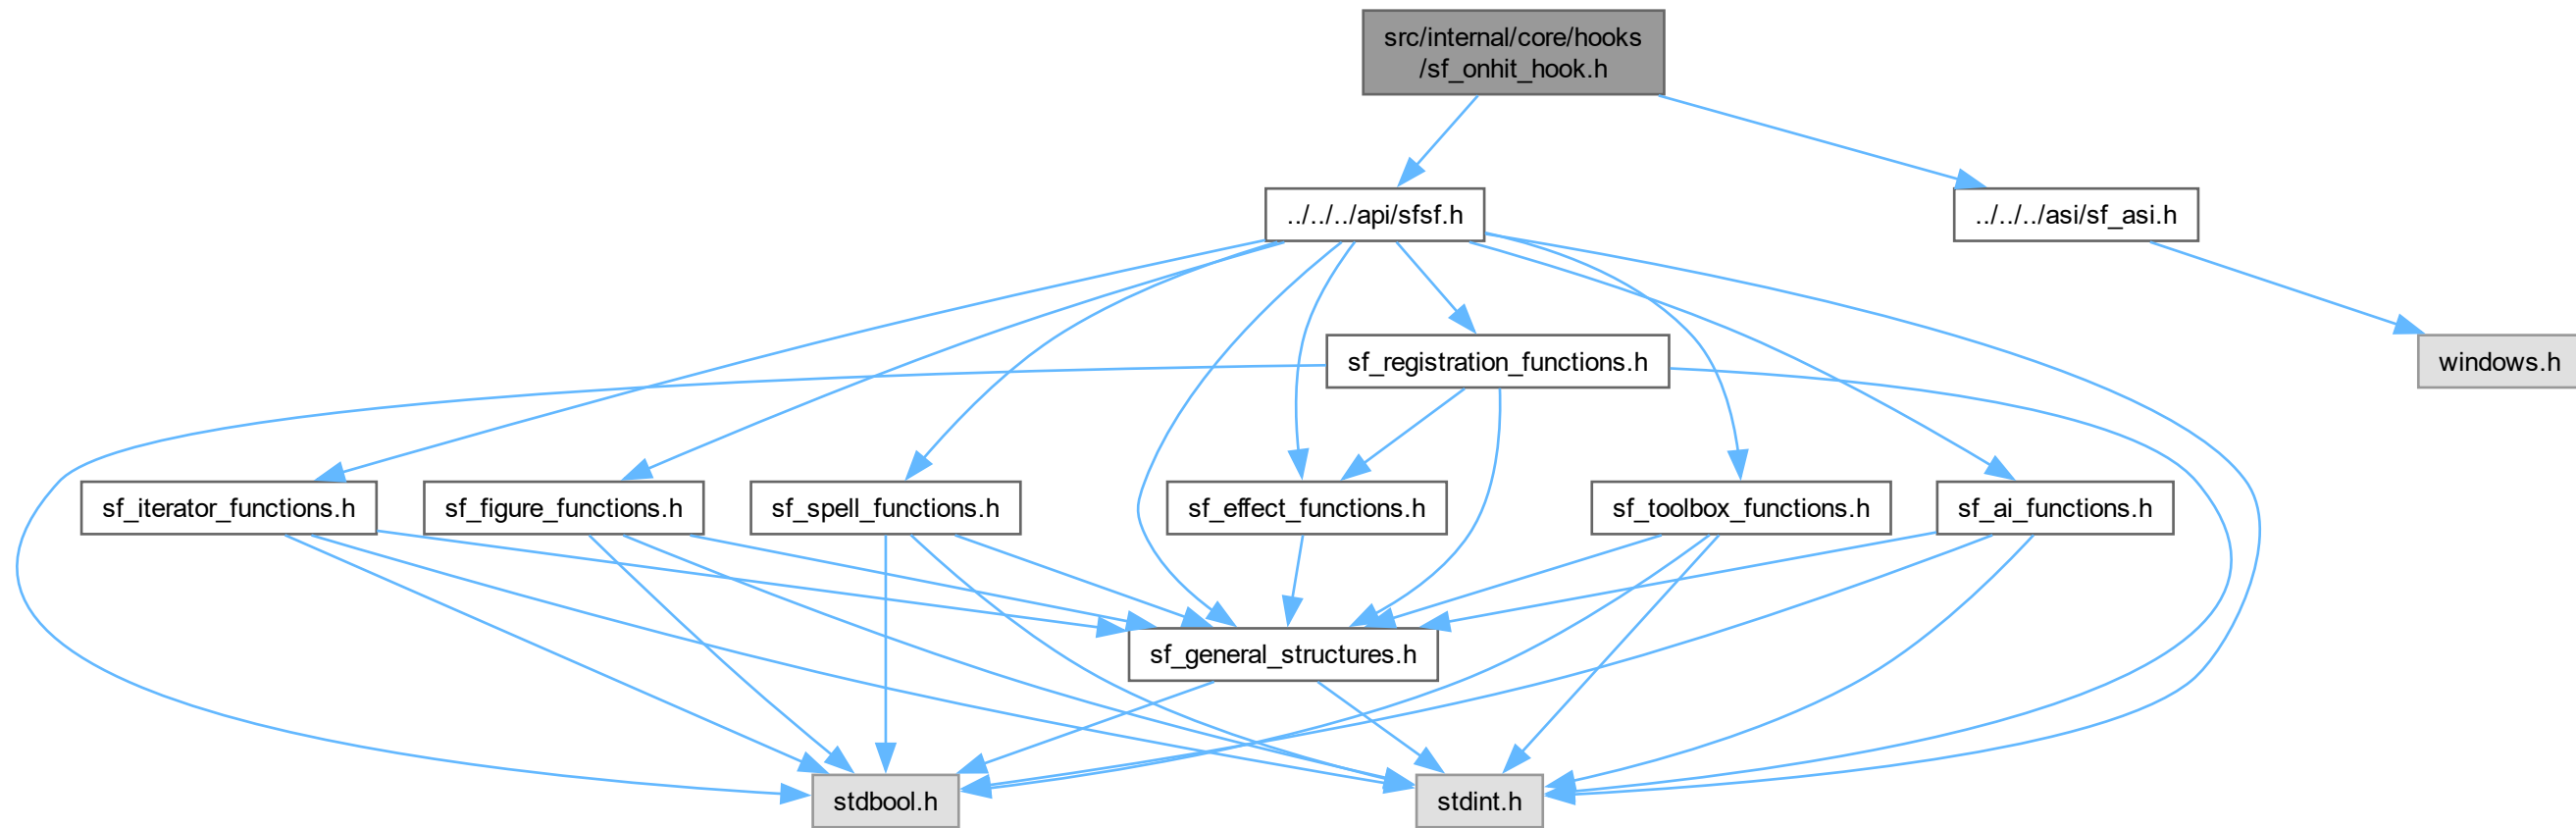 src/internal/core/hooks
/sf_onhit_hook.h
../../../api/sfsf.h
../../../asi/sf_asi.h
sf_registration_functions.h
windows.h
sf_iterator_functions.h
sf_figure_functions.h
sf_spell_functions.h
sf_effect_functions.h
sf_toolbox_functions.h
sf_ai_functions.h
sf_general_structures.h
stdbool.h
stdint.h